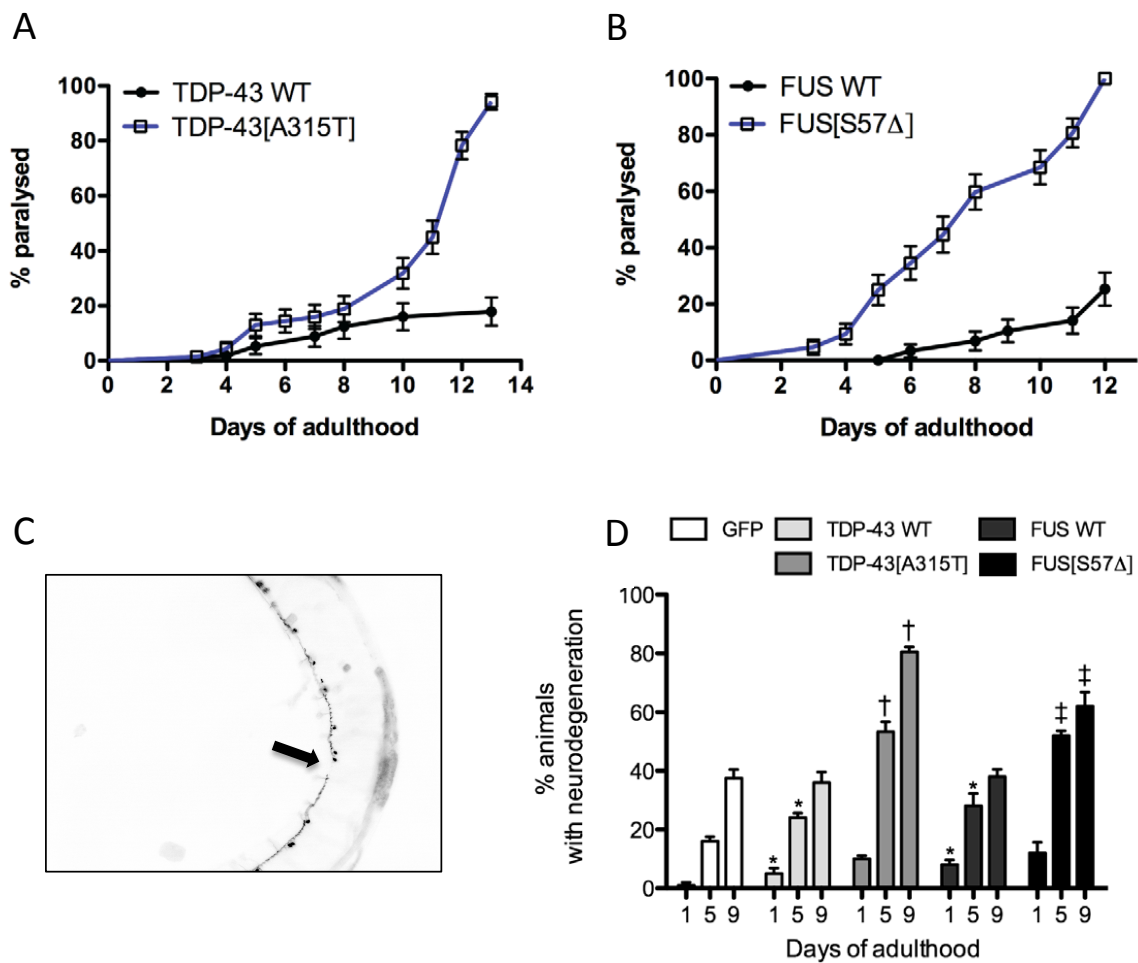 A
TDP-43 WT
TDP-43[A315T]
% paralysed
100
80
60
40
20
0
0 2 4 6 8 10 12 14
Days of adulthood
B
FUS WT
FUS[S57Δ]
% paralysed
100
80
60
40
20
0
0 2 4 6 8 10 12
Days of adulthood
C
D
GFP TDP-43 WT FUS WT
TDP-43[A315T] FUS[S57Δ]
% animals
with neurodegeneration
100
80
60
40
20
0
* * † † * * ‡ ‡
1 5 9 1 5 9 1 5 9 1 5 9 1 5 9
Days of adulthood